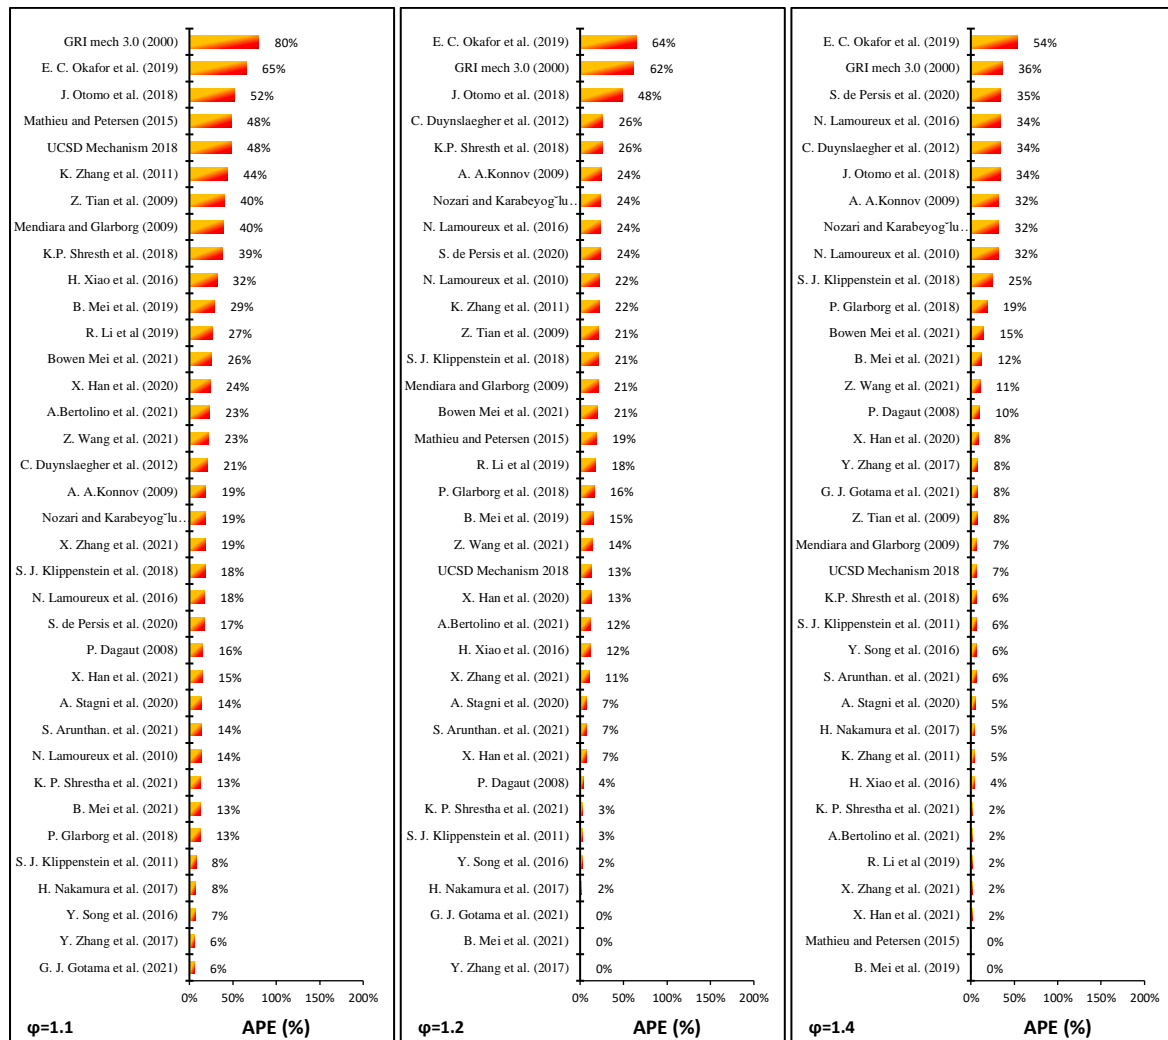 GRI mech 3.0 (2000) 80%
E. C. Okafor et al. (2019) 65%
J. Otomo et al. (2018) 52%
Mathieu and Petersen (2015) 48%
UCSD Mechanism 2018 48%
K. Zhang et al. (2011) 44%
Z. Tian et al. (2009) 40%
Mendiara and Glarborg (2009) 40%
K.P. Shresth et al. (2018) 39%
H. Xiao et al. (2016) 32%
B. Mei et al. (2019) 29%
R. Li et al (2019) 27%
Bowen Mei et al. (2021) 26%
X. Han et al. (2020) 24%
A.Bertolino et al. (2021) 23%
Z. Wang et al. (2021) 23%
C. Duynslaegher et al. (2012) 21%
A. A.Konnov (2009) 19%
Nozari and Karabeyog˘lu… 19%
X. Zhang et al. (2021) 19%
S. J. Klippenstein et al. (2018) 18%
N. Lamoureux et al. (2016) 18%
S. de Persis et al. (2020) 17%
P. Dagaut (2008) 16%
X. Han et al. (2021) 15%
A. Stagni et al. (2020) 14%
S. Arunthan. et al. (2021) 14%
N. Lamoureux et al. (2010) 14%
K. P. Shrestha et al. (2021) 13%
B. Mei et al. (2021) 13%
P. Glarborg et al. (2018) 13%
S. J. Klippenstein et al. (2011) 8%
H. Nakamura et al. (2017) 8%
Y. Song et al. (2016) 7%
Y. Zhang et al. (2017) 6%
G. J. Gotama et al. (2021) 6%
0% 50% 100% 150% 200%
φ=1.1 APE (%)
E. C. Okafor et al. (2019) 64%
GRI mech 3.0 (2000) 62%
J. Otomo et al. (2018) 48%
C. Duynslaegher et al. (2012) 26%
K.P. Shresth et al. (2018) 26%
A. A.Konnov (2009) 24%
Nozari and Karabeyog˘lu… 24%
N. Lamoureux et al. (2016) 24%
S. de Persis et al. (2020) 24%
N. Lamoureux et al. (2010) 22%
K. Zhang et al. (2011) 22%
Z. Tian et al. (2009) 21%
S. J. Klippenstein et al. (2018) 21%
Mendiara and Glarborg (2009) 21%
Bowen Mei et al. (2021) 21%
Mathieu and Petersen (2015) 19%
R. Li et al (2019) 18%
P. Glarborg et al. (2018) 16%
B. Mei et al. (2019) 15%
Z. Wang et al. (2021) 14%
UCSD Mechanism 2018 13%
X. Han et al. (2020) 13%
A.Bertolino et al. (2021) 12%
H. Xiao et al. (2016) 12%
X. Zhang et al. (2021) 11%
A. Stagni et al. (2020) 7%
S. Arunthan. et al. (2021) 7%
X. Han et al. (2021) 7%
P. Dagaut (2008) 4%
K. P. Shrestha et al. (2021) 3%
S. J. Klippenstein et al. (2011) 3%
Y. Song et al. (2016) 2%
H. Nakamura et al. (2017) 2%
G. J. Gotama et al. (2021) 0%
B. Mei et al. (2021) 0%
Y. Zhang et al. (2017) 0%
0% 50% 100% 150% 200%
φ=1.2 APE (%)
E. C. Okafor et al. (2019) 54%
GRI mech 3.0 (2000) 36%
S. de Persis et al. (2020) 35%
N. Lamoureux et al. (2016) 34%
C. Duynslaegher et al. (2012) 34%
J. Otomo et al. (2018) 34%
A. A.Konnov (2009) 32%
Nozari and Karabeyog˘lu… 32%
N. Lamoureux et al. (2010) 32%
S. J. Klippenstein et al. (2018) 25%
P. Glarborg et al. (2018) 19%
Bowen Mei et al. (2021) 15%
B. Mei et al. (2021) 12%
Z. Wang et al. (2021) 11%
P. Dagaut (2008) 10%
X. Han et al. (2020) 8%
Y. Zhang et al. (2017) 8%
G. J. Gotama et al. (2021) 8%
Z. Tian et al. (2009) 8%
Mendiara and Glarborg (2009) 7%
UCSD Mechanism 2018 7%
K.P. Shresth et al. (2018) 6%
S. J. Klippenstein et al. (2011) 6%
Y. Song et al. (2016) 6%
S. Arunthan. et al. (2021) 6%
A. Stagni et al. (2020) 5%
H. Nakamura et al. (2017) 5%
K. Zhang et al. (2011) 5%
H. Xiao et al. (2016) 4%
K. P. Shrestha et al. (2021) 2%
A.Bertolino et al. (2021) 2%
R. Li et al (2019) 2%
X. Zhang et al. (2021) 2%
X. Han et al. (2021) 2%
Mathieu and Petersen (2015) 0%
B. Mei et al. (2019) 0%
0% 50% 100% 150% 200%
φ=1.4 APE (%)